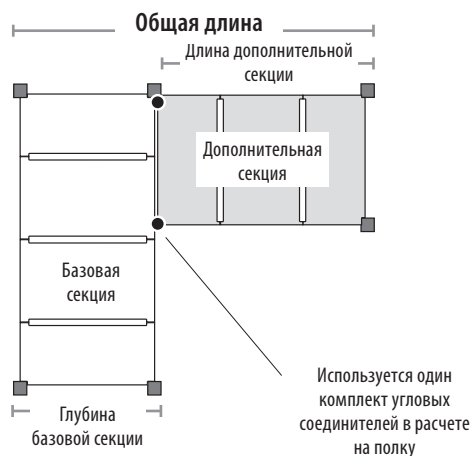 Общая длина
Длина дополнительной
секции
Дополнительная
секция
Базовая
секция
Используется один
комплект угловых
соединителей в расчете
на полку
Глубина
базовой секции